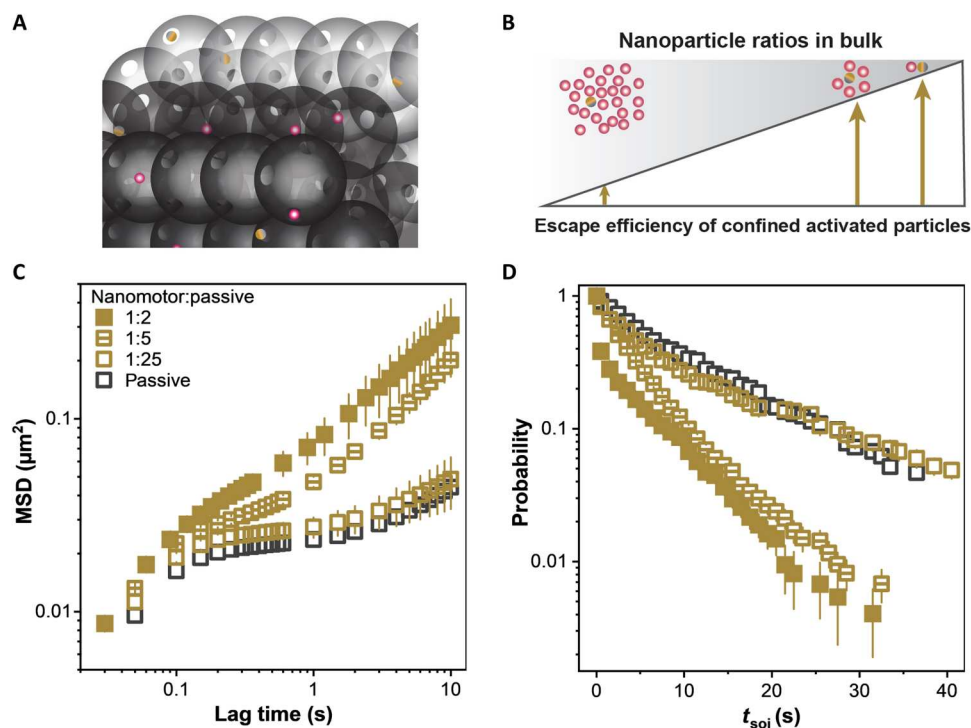 A
B
Nanoparticle ratios in bulk
Escape efficiency of confined activated particles
C
Nanomotor:passive
1:2
1:5
1:25
Passive
MSD (µm²)
0.1
0.01
0.1
1
10
Lag time (s)
D
Probability
1
0.1
0.01
0
10
20
30
40
t_soi (s)